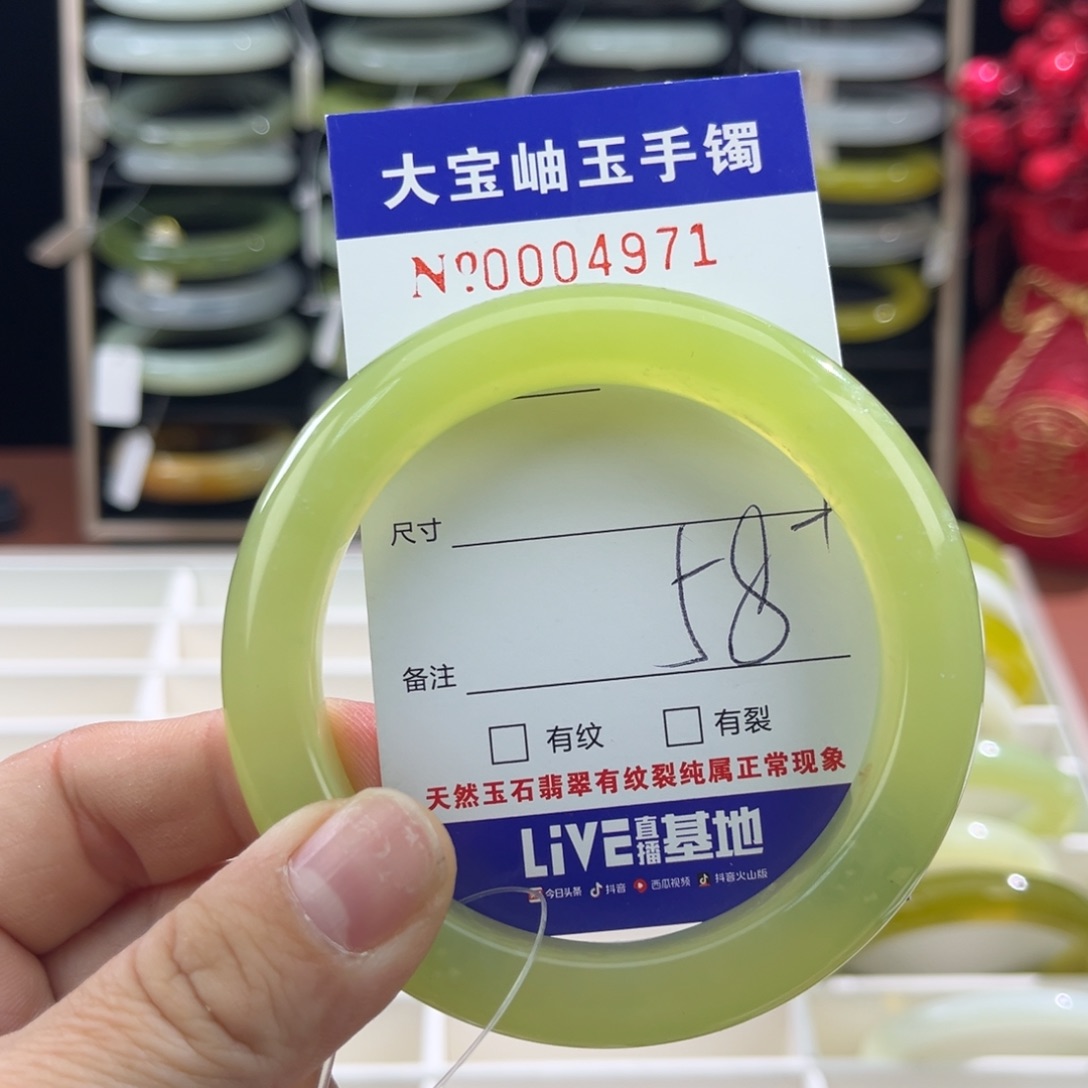 大宝岫玉手镯
Nº0004971
尺寸
58+
备注
有纹 有裂
天然玉石翡翠有纹裂纯属正常现象
LiVE直播基地
今日头条 抖音 西瓜视频 抖音火山版